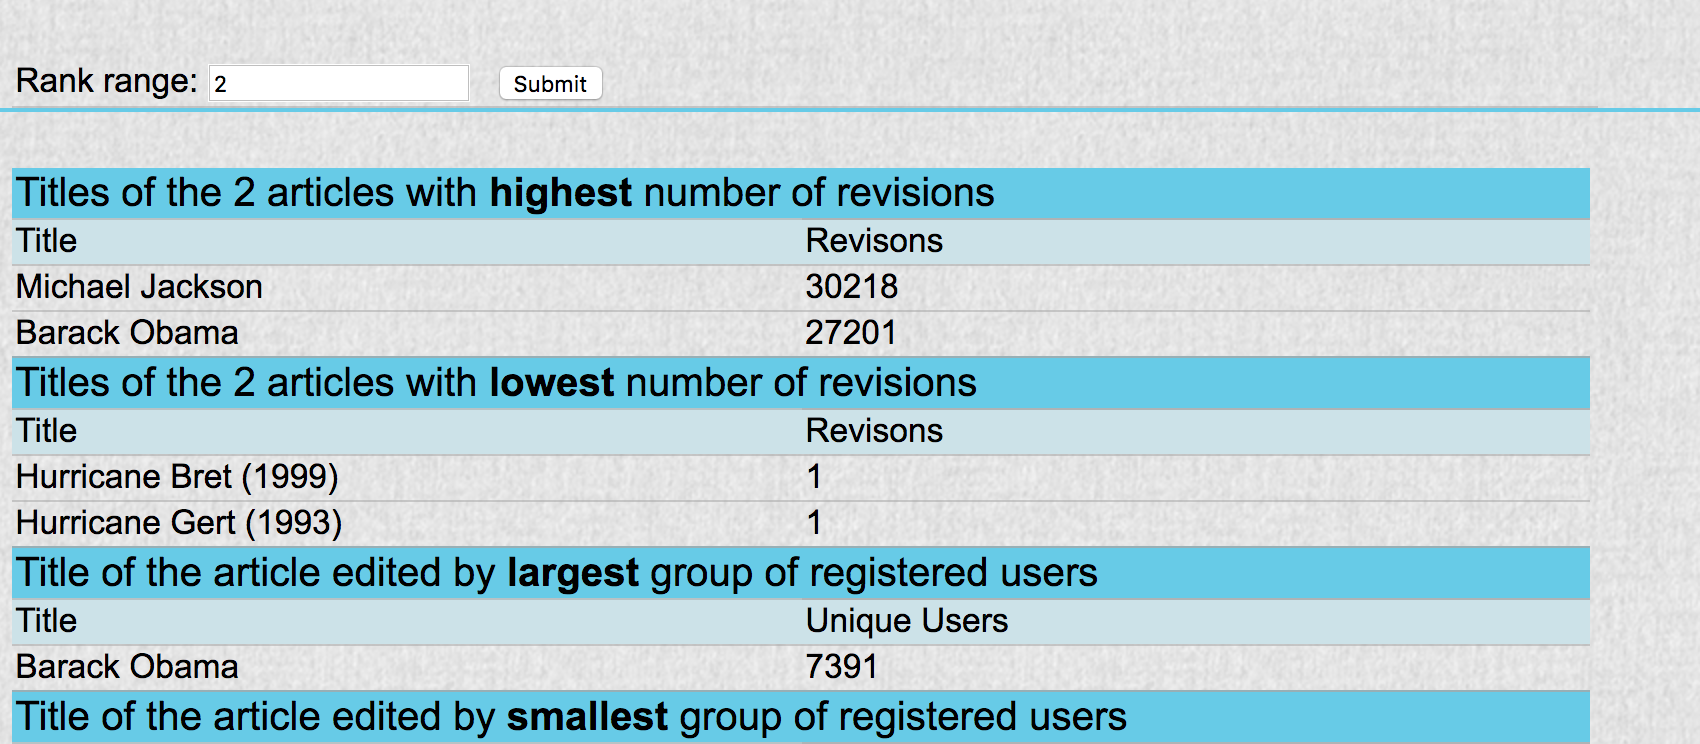 Rank range: 2 Submit
Titles of the 2 articles with highest number of revisions
Title Revisons
Michael Jackson 30218
Barack Obama 27201
Titles of the 2 articles with lowest number of revisions
Title Revisons
Hurricane Bret (1999) 1
Hurricane Gert (1993) 1
Title of the article edited by largest group of registered users
Title Unique Users
Barack Obama 7391
Title of the article edited by smallest group of registered users